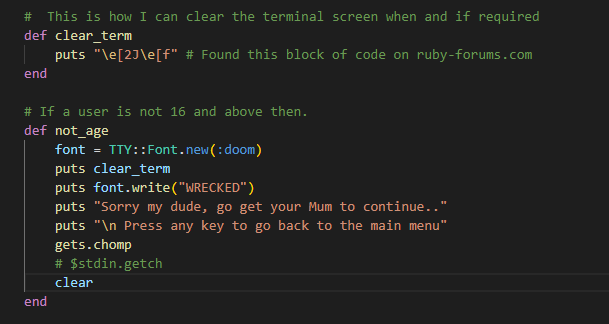 #  This is how I can clear the terminal screen when and if required
def clear_term
    puts "\e[2J\e[f" # Found this block of code on ruby-forums.com
end

# If a user is not 16 and above then.
def not_age
    font = TTY::Font.new(:doom)
    puts clear_term
    puts font.write("WRECKED")
    puts "Sorry my dude, go get your Mum to continue.."
    puts "\n Press any key to go back to the main menu"
    gets.chomp
    # $stdin.getch
    clear
end